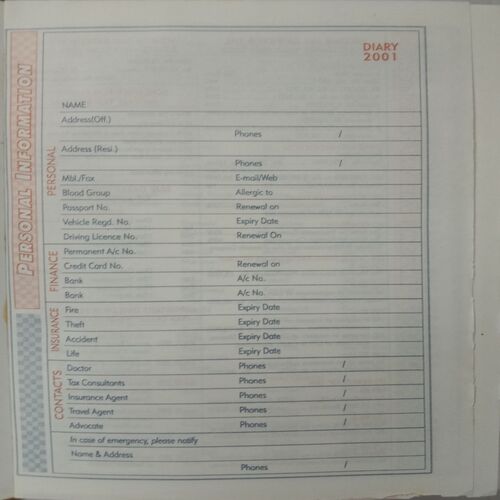 DIARY
2001
PERSONAL INFORMATION
PERSONAL
NAME
Address(Off.)
Phones /
Address (Resi.)
Phones /
Mbl./Fax E-mail/Web
Blood Group Allergic to
Passport No. Renewal on
Vehicle Regd. No. Expiry Date
Driving Licence No. Renewal On
FINANCE
Permanent A/c No.
Credit Card No. Renewal on
Bank A/c No.
Bank A/c No.
INSURANCE
Fire Expiry Date
Theft Expiry Date
Accident Expiry Date
Life Expiry Date
CONTACTS
Doctor Phones /
Tax Consultants Phones /
Insurance Agent Phones /
Travel Agent Phones /
Advocate Phones /
In case of emergency, please notify
Name & Address
Phones /